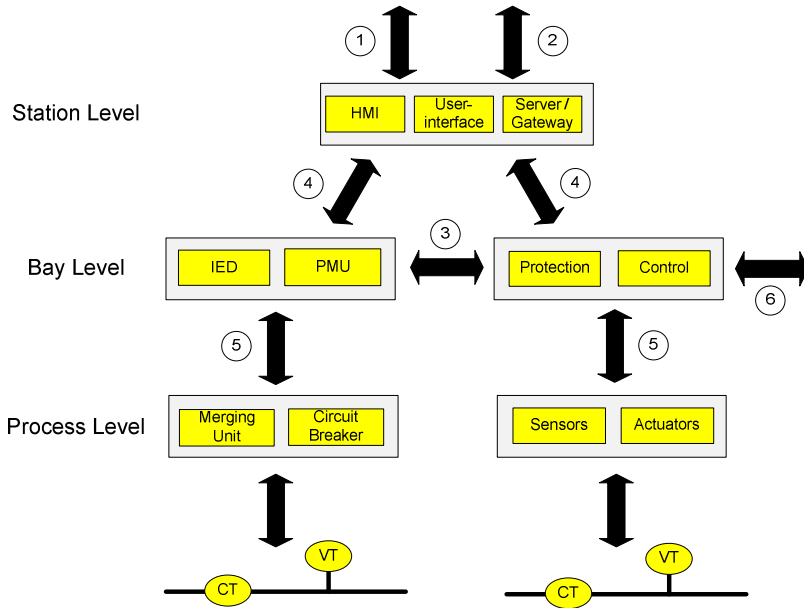 1
2
Station Level
HMI
User-
interface
Server/
Gateway
4
4
Bay Level
IED
PMU
3
Protection
Control
6
5
5
Process Level
Merging
Unit
Circuit
Breaker
Sensors
Actuators
VT
CT
VT
CT